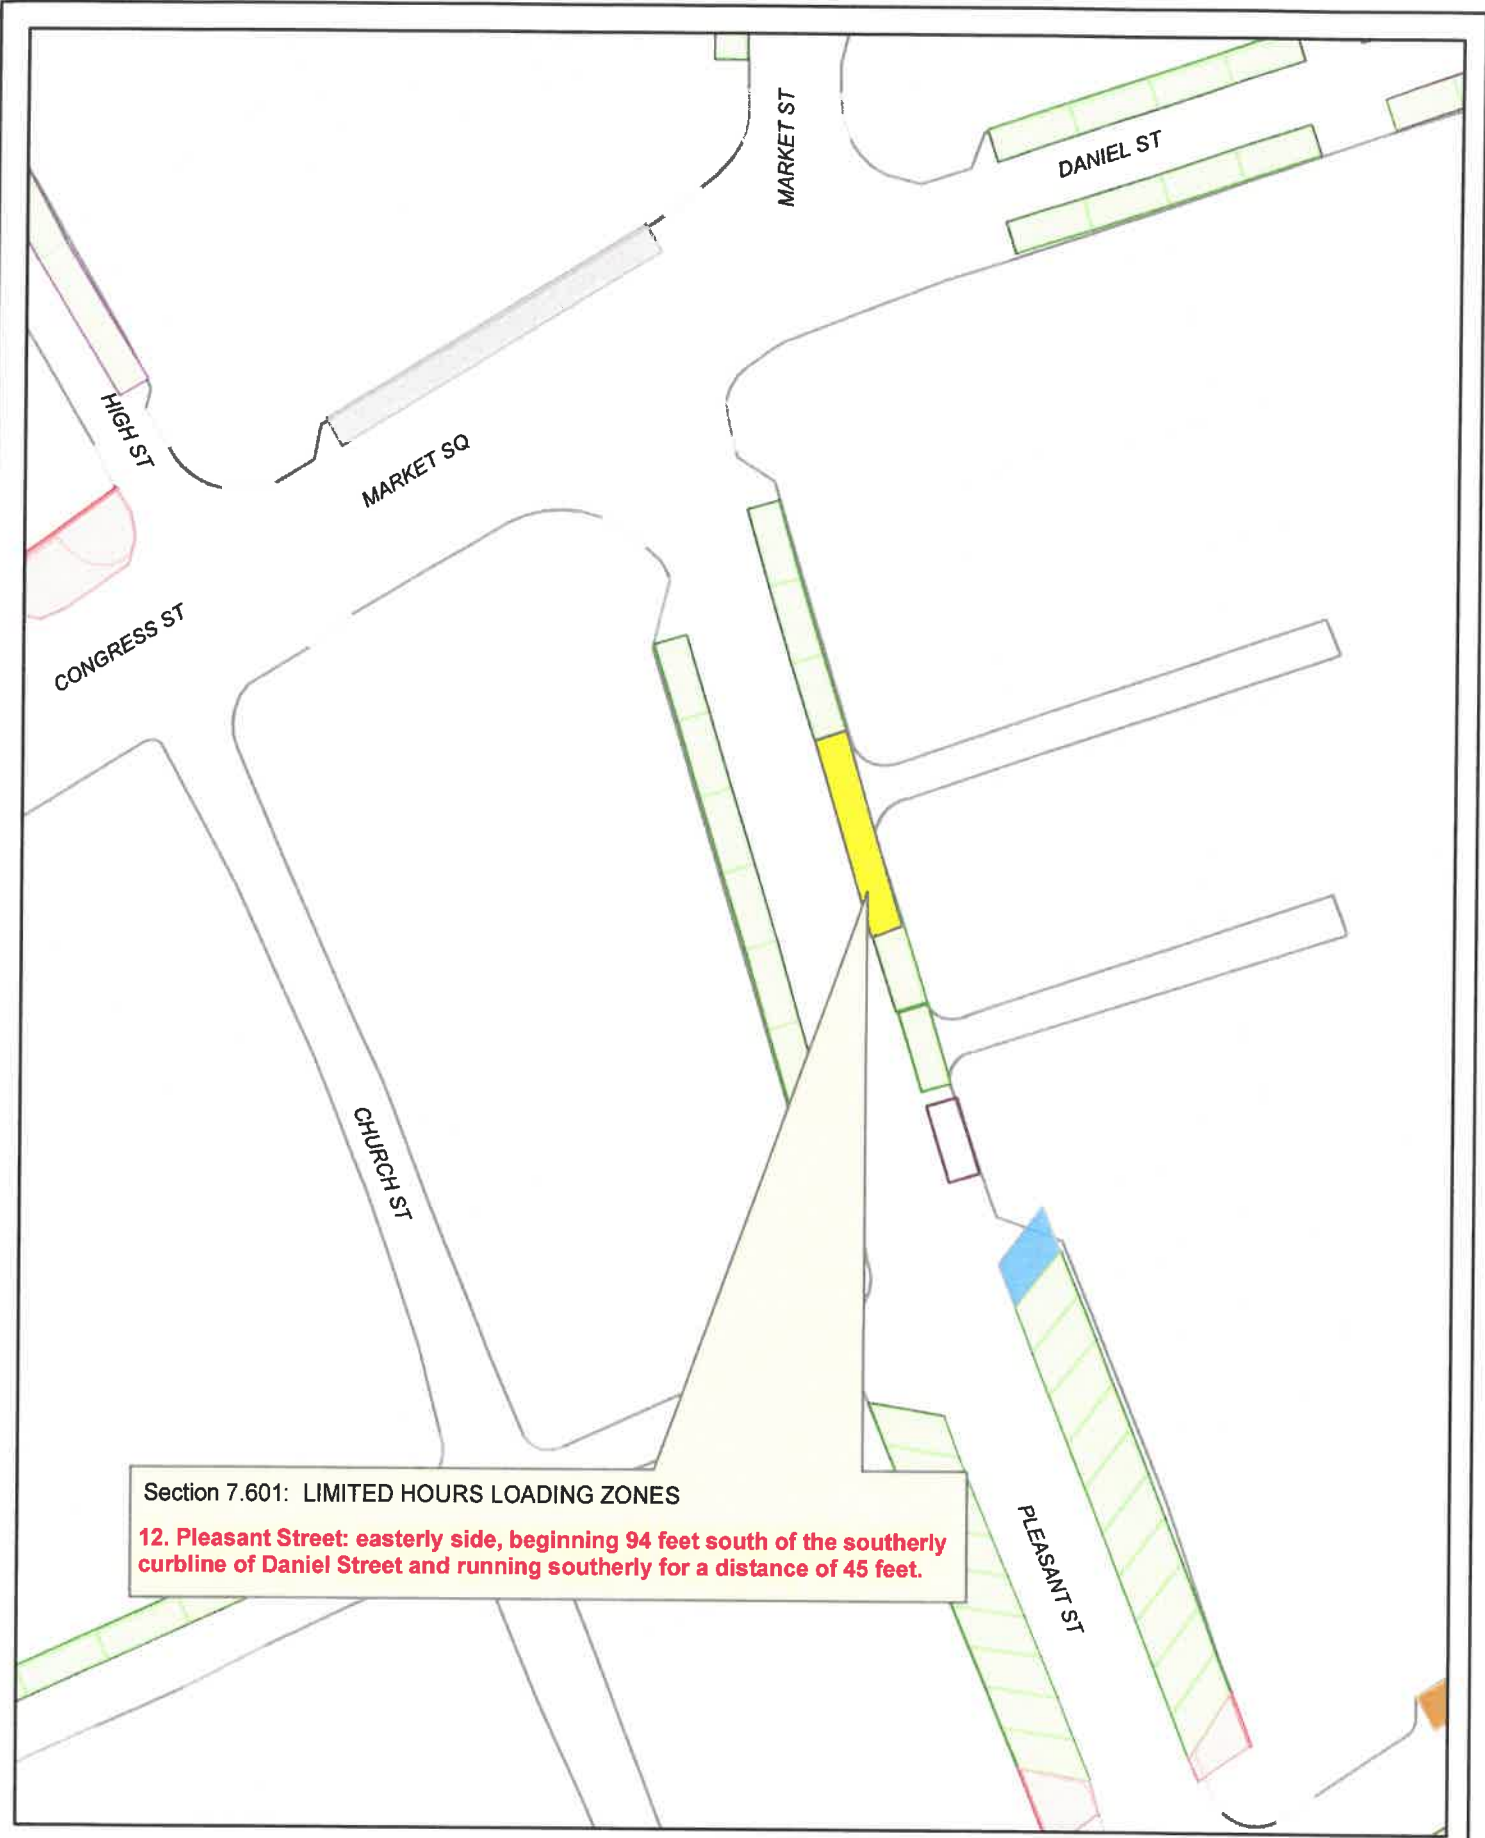 MARKET ST
DANIEL ST
HIGH ST
MARKET SQ
CONGRESS ST
CHURCH ST
Section 7.601: LIMITED HOURS LOADING ZONES
12. Pleasant Street: easterly side, beginning 94 feet south of the southerly
curbline of Daniel Street and running southerly for a distance of 45 feet.
PLEASANT ST